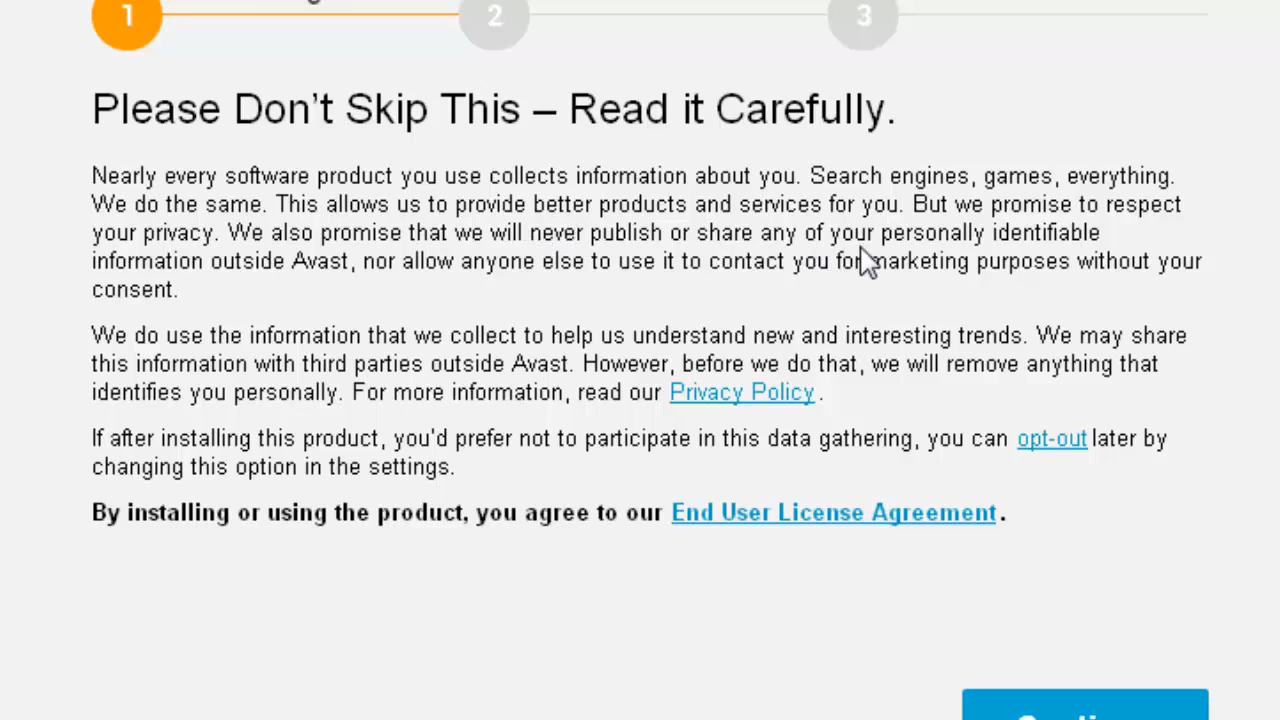 1 2 3
Please Don't Skip This – Read it Carefully.
Nearly every software product you use collects information about you. Search engines, games, everything.
We do the same. This allows us to provide better products and services for you. But we promise to respect
your privacy. We also promise that we will never publish or share any of your personally identifiable
information outside Avast, nor allow anyone else to use it to contact you for marketing purposes without your
consent.
We do use the information that we collect to help us understand new and interesting trends. We may share
this information with third parties outside Avast. However, before we do that, we will remove anything that
identifies you personally. For more information, read our Privacy Policy.
If after installing this product, you'd prefer not to participate in this data gathering, you can opt-out later by
changing this option in the settings.
By installing or using the product, you agree to our End User License Agreement.